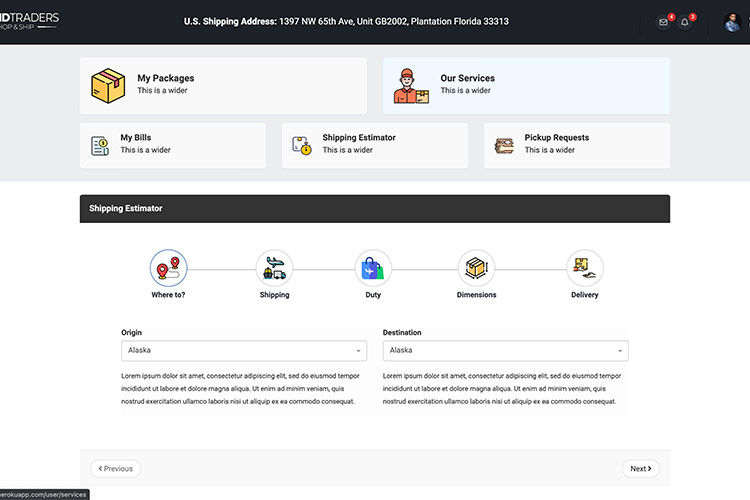 IDTRADERS
HOP & SHIP
U.S. Shipping Address: 1397 NW 65th Ave, Unit GB2002, Plantation Florida 33313
4
3
My Packages
This is a wider
Our Services
This is a wider
My Bills
This is a wider
Shipping Estimator
This is a wider
Pickup Requests
This is a wider
Shipping Estimator
Where to?
Shipping
Duty
Dimensions
Delivery
Origin
Destination
Alaska
Alaska
Lorem ipsum dolor sit amet, consectetur adipiscing elit, sed do eiusmod tempor
incididunt ut labore et dolore magna aliqua. Ut enim ad minim veniam, quis
nostrud exercitation ullamco laboris nisi ut aliquip ex ea commodo consequat.
Lorem ipsum dolor sit amet, consectetur adipiscing elit, sed do eiusmod tempor
incididunt ut labore et dolore magna aliqua. Ut enim ad minim veniam, quis
nostrud exercitation ullamco laboris nisi ut aliquip ex ea commodo consequat.
Previous
Next
erokuapp.com/user/services